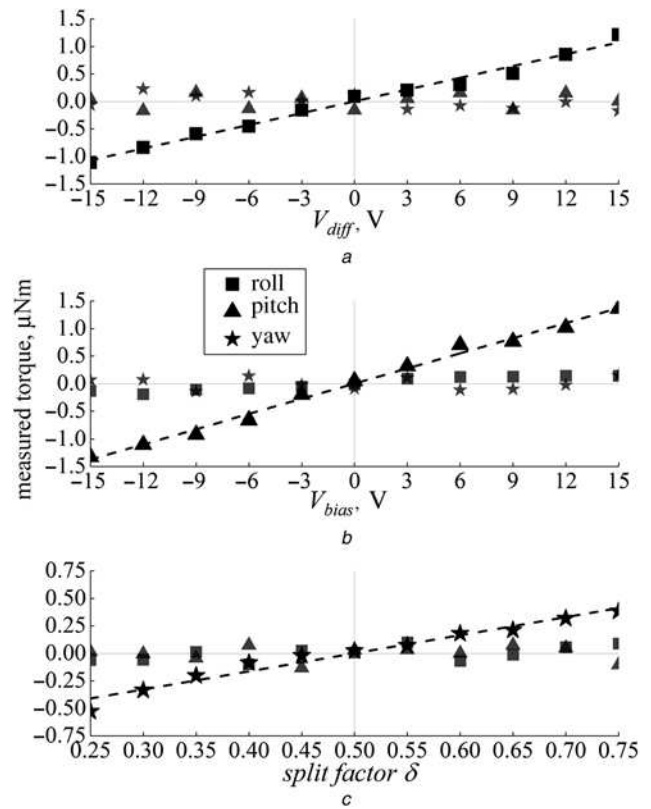 1.5
1.0
0.5
0.0
−0.5
−1.0
−1.5
−15 −12 −9 −6 −3 0 3 6 9 12 15
V_diff, V
a
measured torque, μNm
roll
pitch
yaw
1.5
1.0
0.5
0.0
−0.5
−1.0
−1.5
−15 −12 −9 −6 −3 0 3 6 9 12 15
V_bias, V
b
0.75
0.50
0.25
0.00
−0.25
−0.50
0.75
0.25 0.30 0.35 0.40 0.45 0.50 0.55 0.60 0.65 0.70 0.75
split factor δ
c